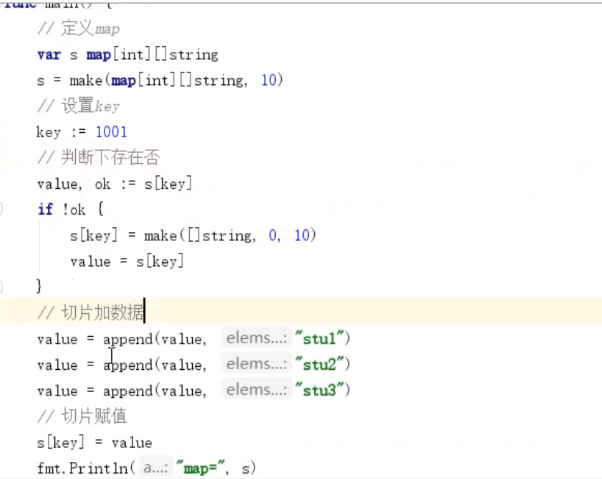 func main() {
// 定义map
var s map[int][]string
s = make(map[int][]string, 10)
// 设置key
key := 1001
// 判断下存在否
value, ok := s[key]
if !ok {
s[key] = make([]string, 0, 10)
value = s[key]
}
// 切片加数据
value = append(value, elems...: "stu1")
value = append(value, elems...: "stu2")
value = append(value, elems...: "stu3")
// 切片赋值
s[key] = value
fmt.Println( a...: "map=", s)